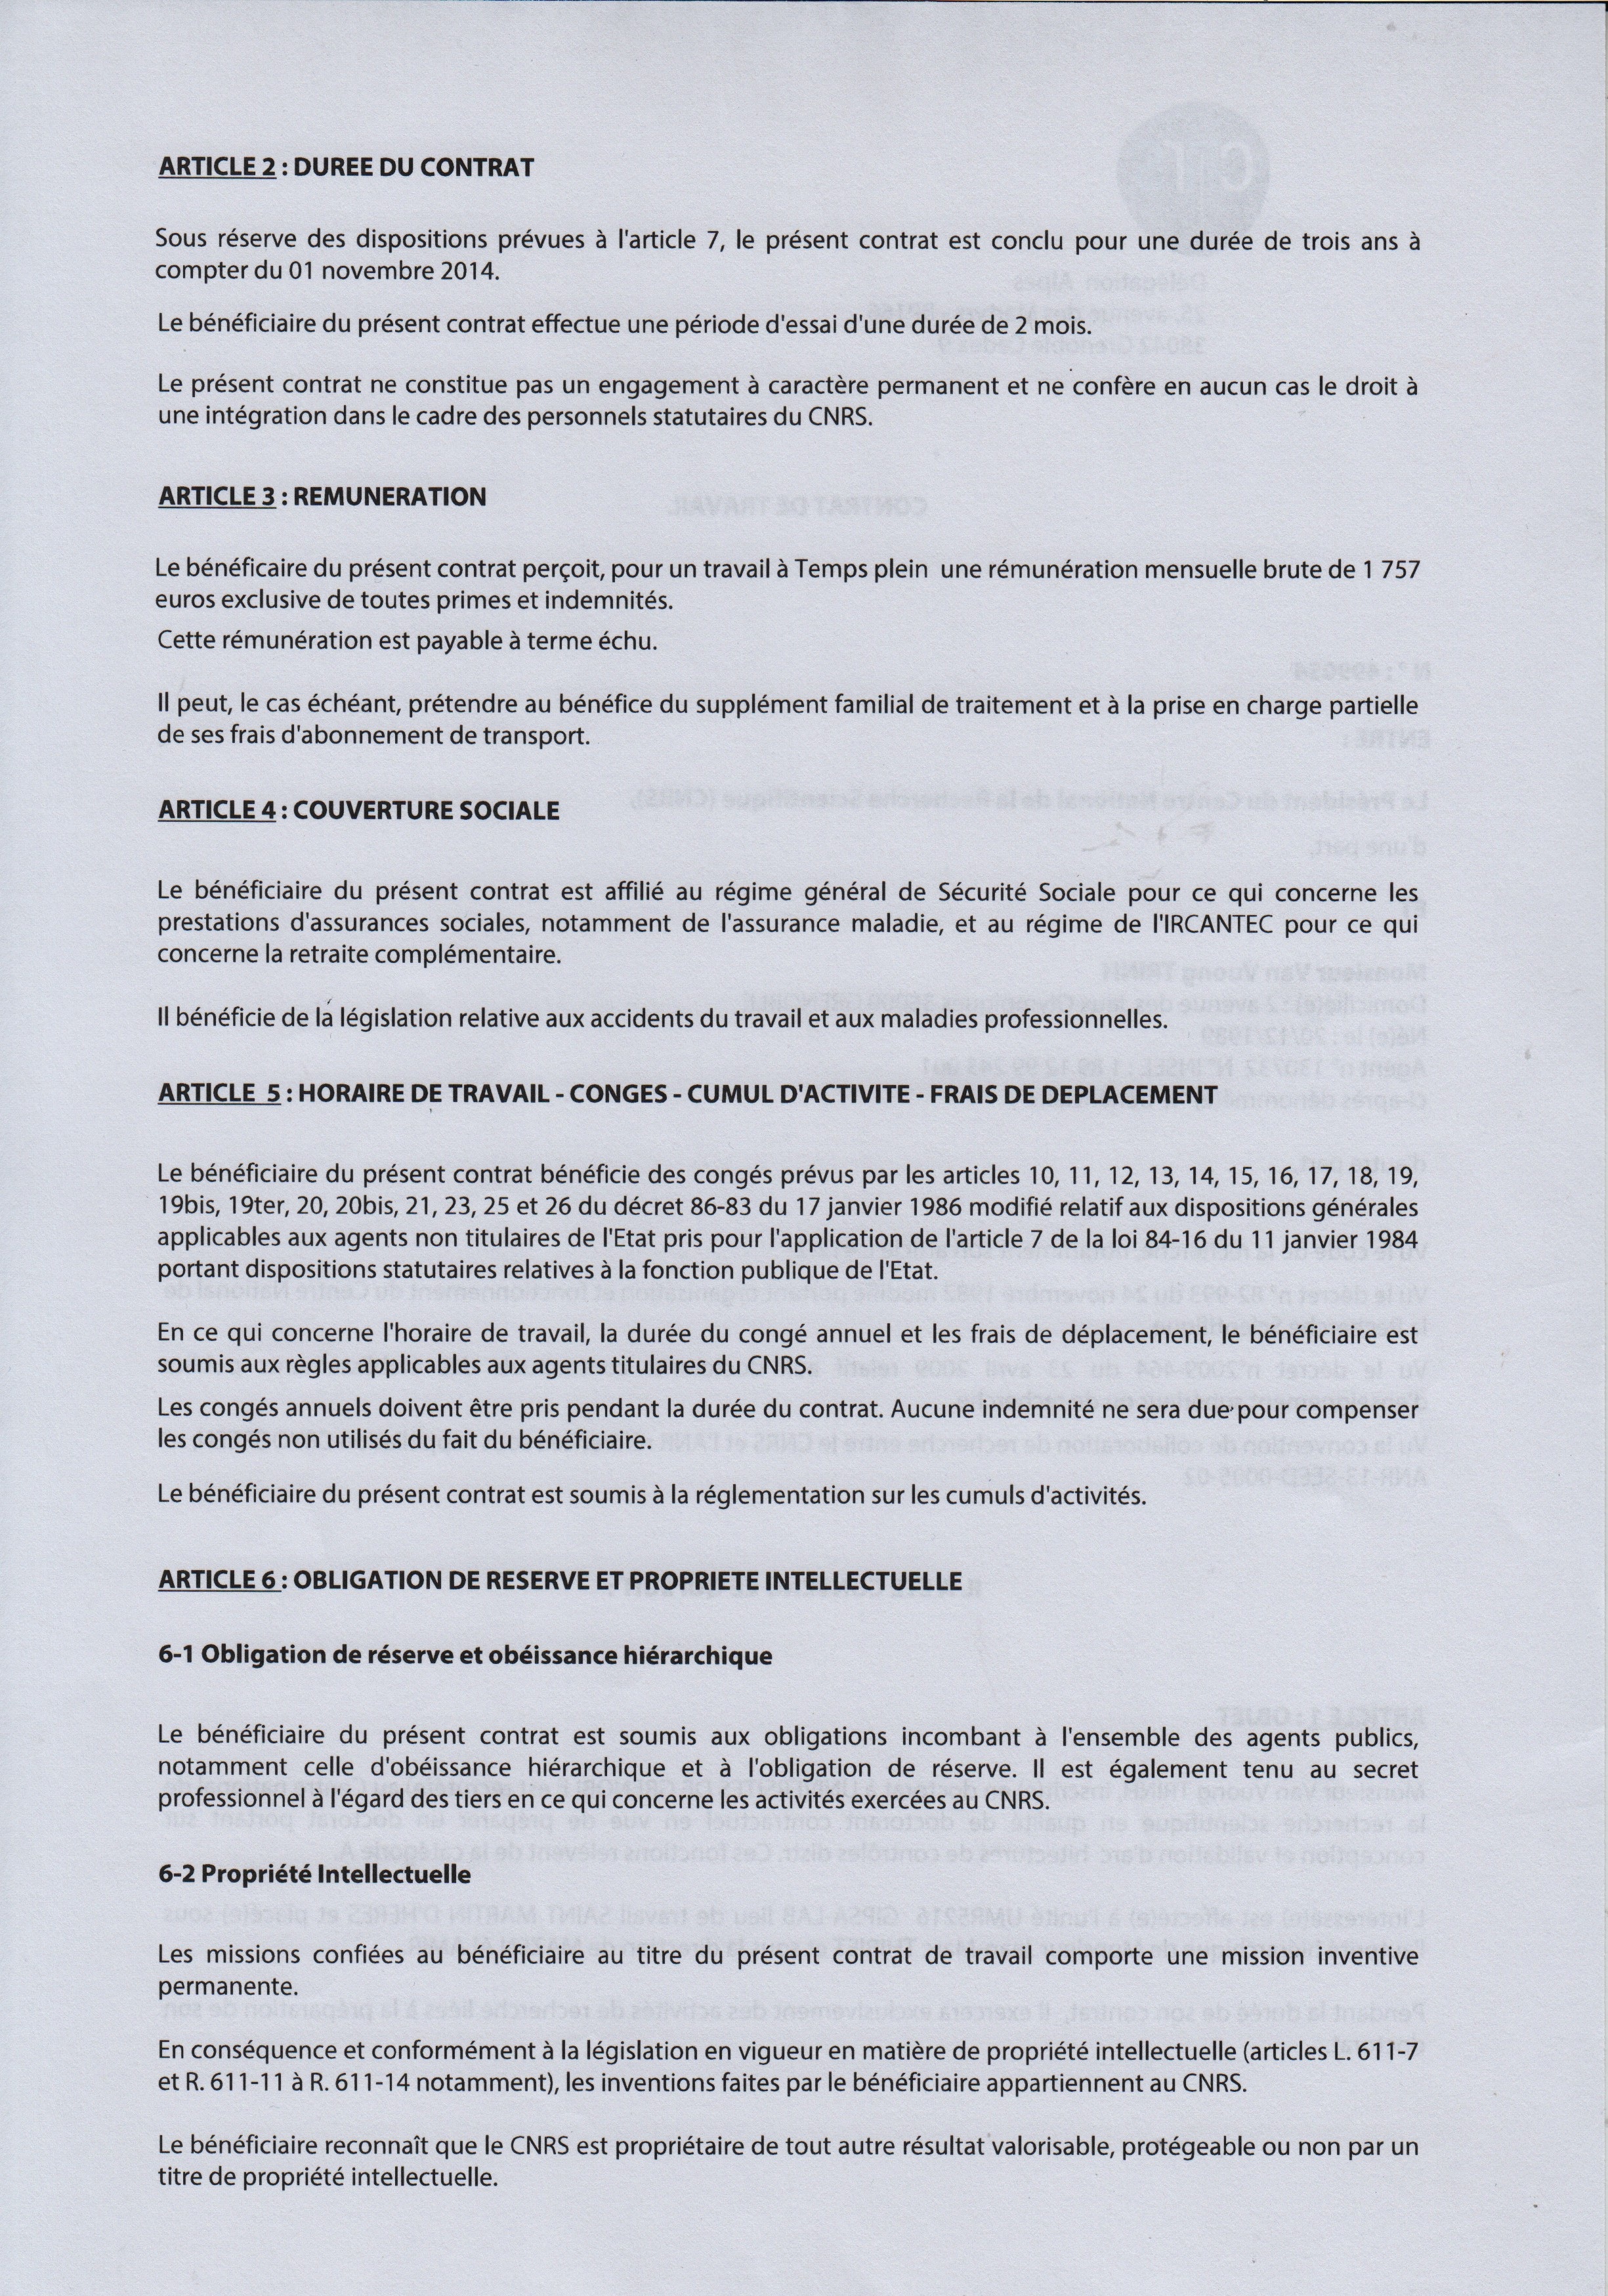 ARTICLE 2 : DUREE DU CONTRAT
Sous réserve des dispositions prévues à l'article 7, le présent contrat est conclu pour une durée de trois ans à
compter du 01 novembre 2014.
Le bénéficiaire du présent contrat effectue une période d'essai d'une durée de 2 mois.
Le présent contrat ne constitue pas un engagement à caractère permanent et ne confère en aucun cas le droit à
une intégration dans le cadre des personnels statutaires du CNRS.
ARTICLE 3 : REMUNERATION
Le bénéficaire du présent contrat perçoit, pour un travail à Temps plein une rémunération mensuelle brute de 1 757
euros exclusive de toutes primes et indemnités.
Cette rémunération est payable à terme échu.
Il peut, le cas échéant, prétendre au bénéfice du supplément familial de traitement et à la prise en charge partielle
de ses frais d'abonnement de transport.
ARTICLE 4 : COUVERTURE SOCIALE
Le bénéficiaire du présent contrat est affilié au régime général de Sécurité Sociale pour ce qui concerne les
prestations d'assurances sociales, notamment de l'assurance maladie, et au régime de l'IRCANTEC pour ce qui
concerne la retraite complémentaire.
Il bénéficie de la législation relative aux accidents du travail et aux maladies professionnelles.
ARTICLE 5 : HORAIRE DE TRAVAIL - CONGES - CUMUL D'ACTIVITE - FRAIS DE DEPLACEMENT
Le bénéficiaire du présent contrat bénéficie des congés prévus par les articles 10, 11, 12, 13, 14, 15, 16, 17, 18, 19,
19bis, 19ter, 20, 20bis, 21, 23, 25 et 26 du décret 86-83 du 17 janvier 1986 modifié relatif aux dispositions générales
applicables aux agents non titulaires de l'Etat pris pour l'application de l'article 7 de la loi 84-16 du 11 janvier 1984
portant dispositions statutaires relatives à la fonction publique de l'Etat.
En ce qui concerne l'horaire de travail, la durée du congé annuel et les frais de déplacement, le bénéficiaire est
soumis aux règles applicables aux agents titulaires du CNRS.
Les congés annuels doivent être pris pendant la durée du contrat. Aucune indemnité ne sera due pour compenser
les congés non utilisés du fait du bénéficiaire.
Le bénéficiaire du présent contrat est soumis à la réglementation sur les cumuls d'activités.
ARTICLE 6 : OBLIGATION DE RESERVE ET PROPRIETE INTELLECTUELLE
6-1 Obligation de réserve et obéissance hiérarchique
Le bénéficiaire du présent contrat est soumis aux obligations incombant à l'ensemble des agents publics,
notamment celle d'obéissance hiérarchique et à l'obligation de réserve. Il est également tenu au secret
professionnel à l'égard des tiers en ce qui concerne les activités exercées au CNRS.
6-2 Propriété Intellectuelle
Les missions confiées au bénéficiaire au titre du présent contrat de travail comporte une mission inventive
permanente.
En conséquence et conformément à la législation en vigueur en matière de propriété intellectuelle (articles L. 611-7
et R. 611-11 à R. 611-14 notamment), les inventions faites par le bénéficiaire appartiennent au CNRS.
Le bénéficiaire reconnaît que le CNRS est propriétaire de tout autre résultat valorisable, protégeable ou non par un
titre de propriété intellectuelle.